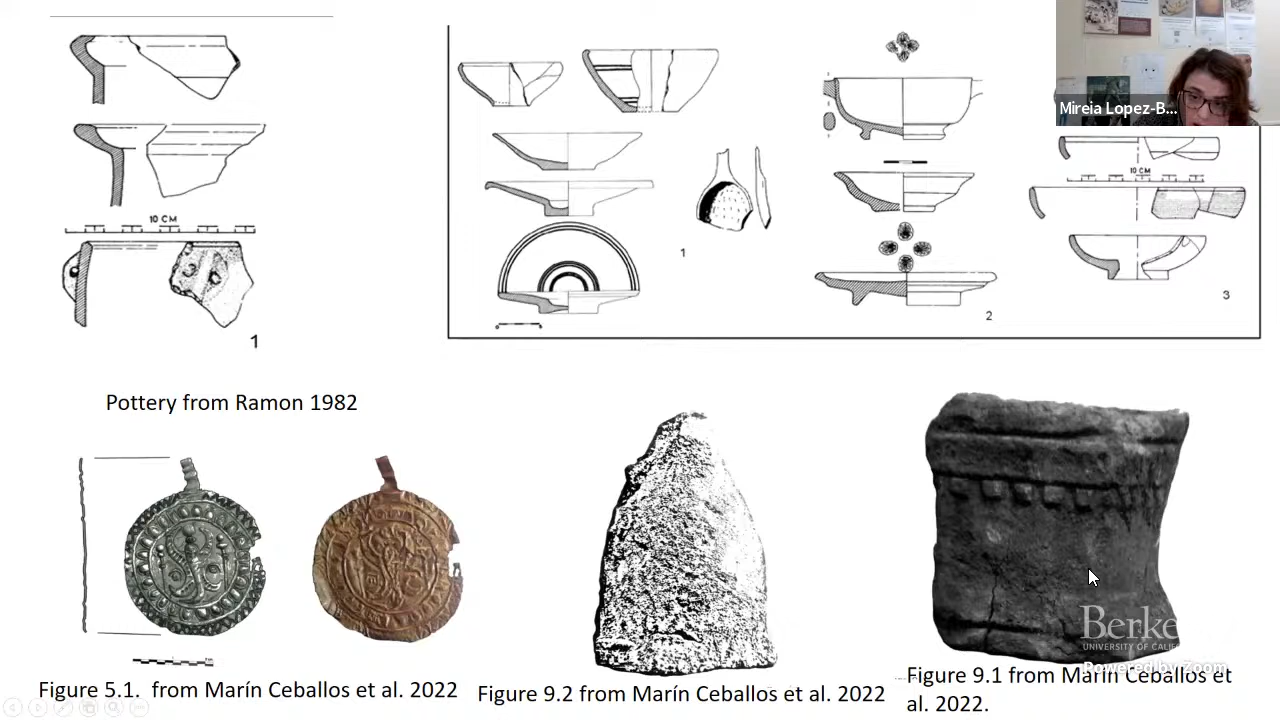 Mireia Lopez-B...
10 CM
1
1
2
10 CM
3
Pottery from Ramon 1982
Figure 5.1. from Marín Ceballos et al. 2022
Figure 9.2 from Marín Ceballos et al. 2022
Figure 9.1 from Marín Ceballos et
al. 2022.
Berke
UNIVERSITY OF CALIF
Powered by Zoom